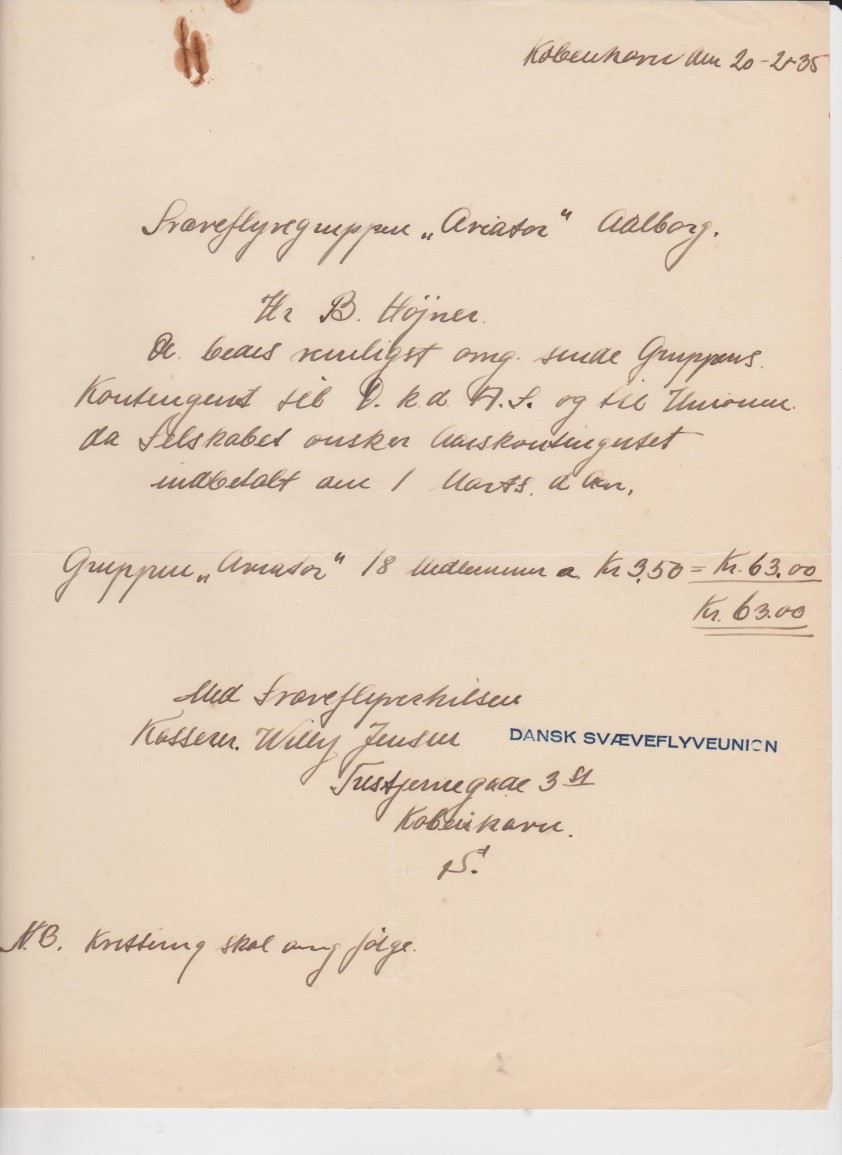 København den 20-2-35
Svæveflyvegruppen „Aviator“ Aalborg.
Hr B. Højner.
De bedes venligst omg. sende Gruppens
Kontingent til D. k. d. A. S. og til Unionen.
da Selskabet ønsker Aarskontingentet
indbetalt den 1 Marts. d Aar.
Gruppen „Aviator“ 18 Medlemmer a. Kr 3,50 = Kr. 63.00
Kr. 63.00
Med Svæveflyverhilsen
Kasserer. Willy Jensen
DANSK SVÆVEFLYVEUNION
Trestjernegade 3 St
København.
S.
N.B. Kvittering skal omg følge.